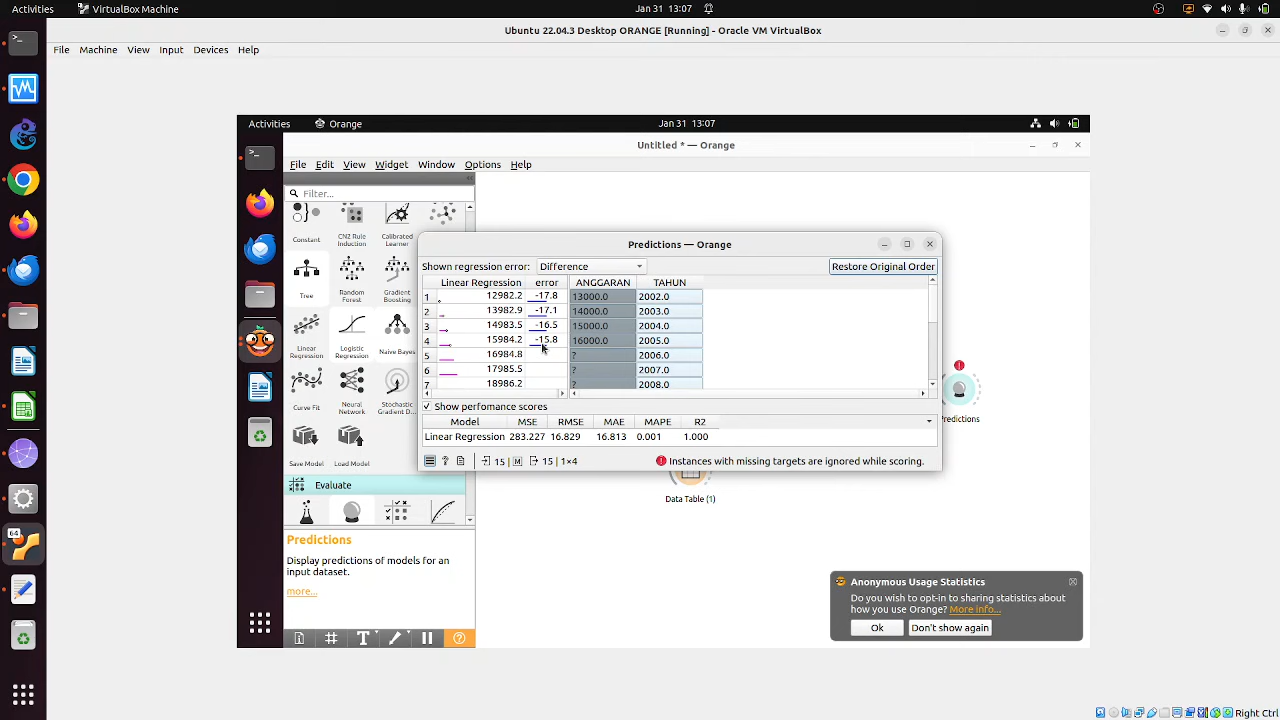 Activities
VirtualBox Machine
Jan 31 13:07
Ubuntu 22.04.3 Desktop ORANGE [Running] - Oracle VM VirtualBox
File Machine View Input Devices Help
Activities
Orange
Jan 31 13:07
Untitled * — Orange
File Edit View Widget Window Options Help
Filter...
Constant
CN2 Rule Induction
Calibrated Learner
Tree
Random Forest
Gradient Boosting
Linear Regression
Logistic Regression
Naive Bayes
Curve Fit
Neural Network
Stochastic Gradient D...
Save Model
Load Model
Evaluate
Predictions
Display predictions of models for an
input dataset.
more...
Predictions — Orange
Shown regression error: Difference
Restore Original Order
Linear Regression error ANGGARAN TAHUN
1 12982.2 -17.8 13000.0 2002.0
2 13982.9 -17.1 14000.0 2003.0
3 14983.5 -16.5 15000.0 2004.0
4 15984.2 -15.8 16000.0 2005.0
5 16984.8 ? 2006.0
6 17985.5 ? 2007.0
7 18986.2 ? 2008.0
Show perfomance scores
Model MSE RMSE MAE MAPE R2
Linear Regression 283.227 16.829 16.813 0.001 1.000
15 | M 15 | 1×4
Instances with missing targets are ignored while scoring.
Predictions
Data Table (1)
Anonymous Usage Statistics
Do you wish to opt-in to sharing statistics about
how you use Orange? More info...
Ok
Don't show again
64
Right Ctrl